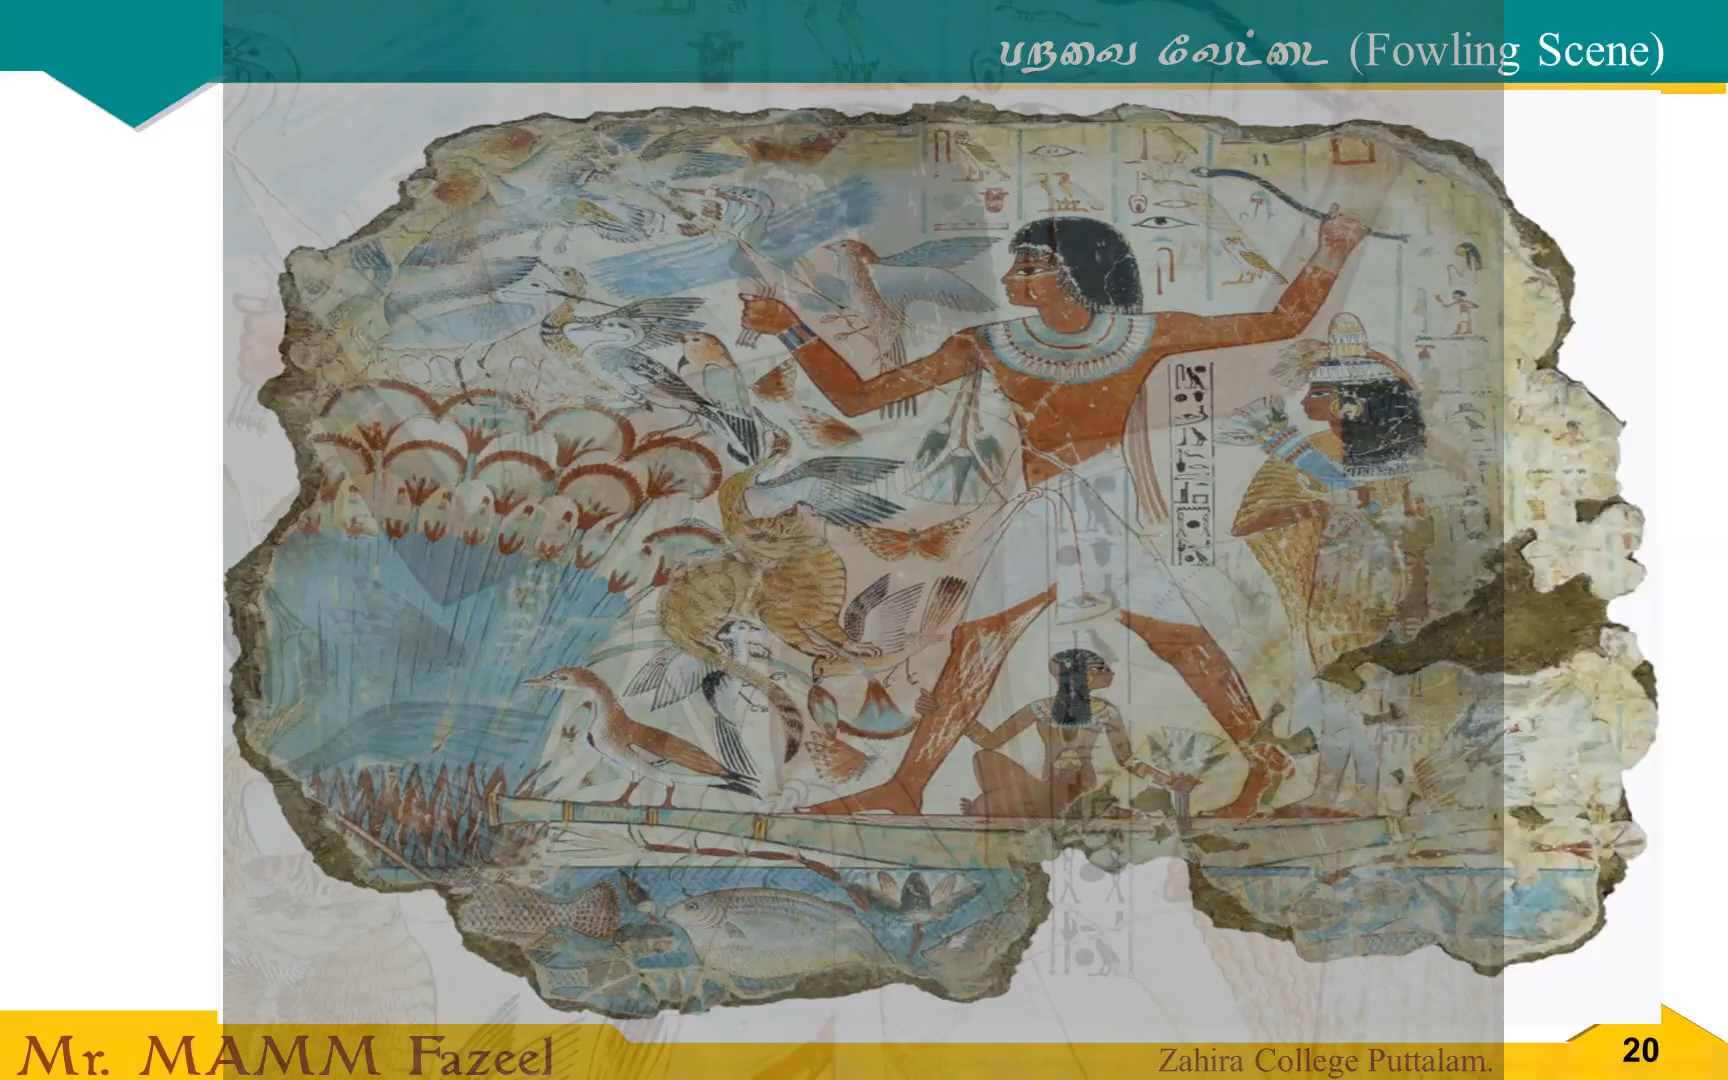 பறவை வேட்டை (Fowling Scene)
Mr. MAMM Fazeel
Zahira College Puttalam.
20